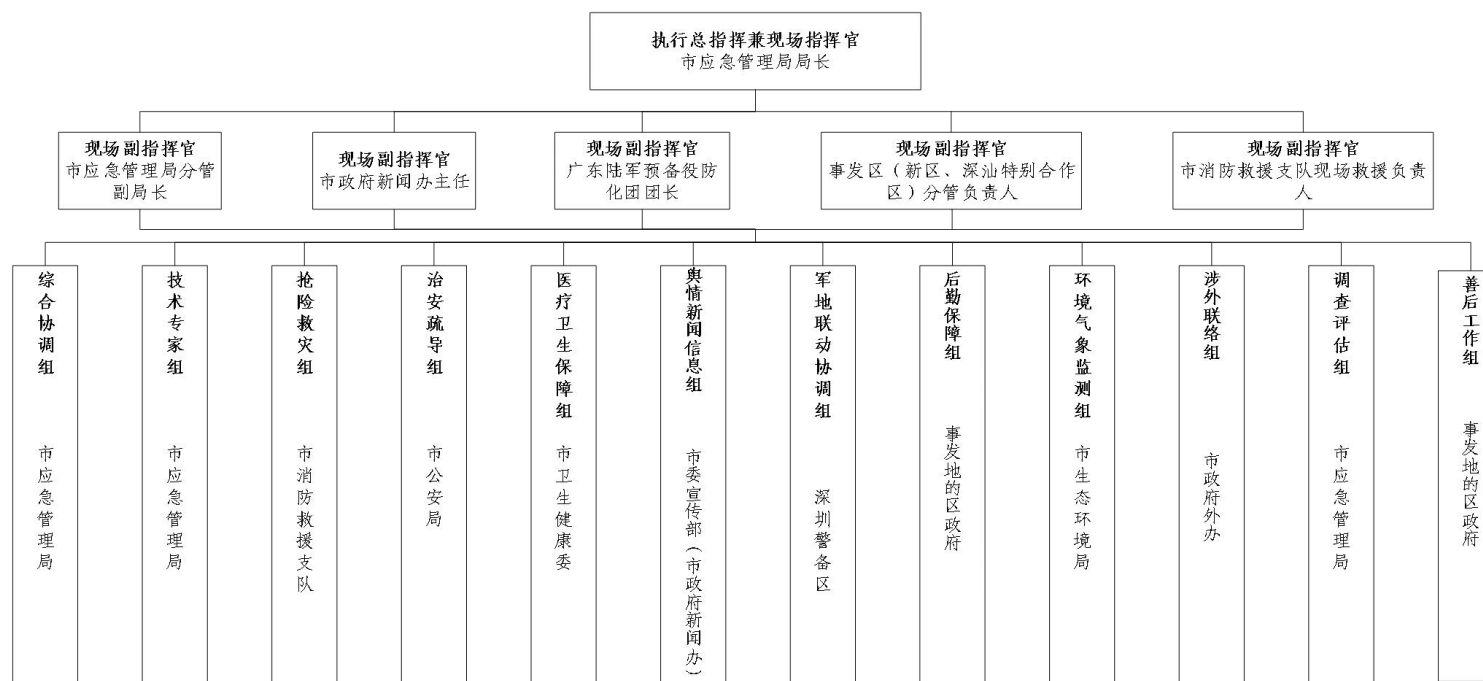 执行总指挥兼现场指挥官
市应急管理局局长
现场副指挥官
市应急管理局分管
副局长
现场副指挥官
市政府新闻办主任
现场副指挥官
广东陆军预备役防
化团团长
现场副指挥官
事发区（新区、深汕特别合作
区）分管负责人
现场副指挥官
市消防救援支队现场救援负责
人
综合协调组
市应急管理局
技术专家组
市应急管理局
抢险救灾组
市消防救援支队
治安疏导组
市公安局
医疗卫生保障组
市卫生健康委
舆情新闻信息组
市委宣传部（市政府新闻办）
军地联动协调组
深圳警备区
后勤保障组
事发地的区政府
环境气象监测组
市生态环境局
涉外联络组
市政府外办
调查评估组
市应急管理局
善后工作组
事发地的区政府